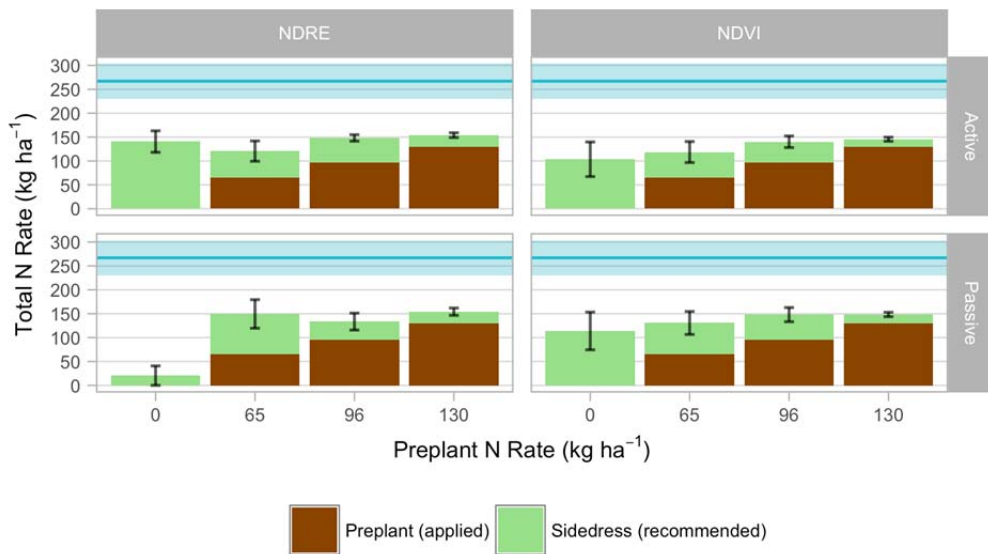 NDRE
NDVI
300
250
200
150
100
50
0
Active
300
250
200
150
100
50
0
Passive
Total N Rate (kg ha⁻¹)
0 65 96 130
0 65 96 130
Preplant N Rate (kg ha⁻¹)
Preplant (applied)
Sidedress (recommended)